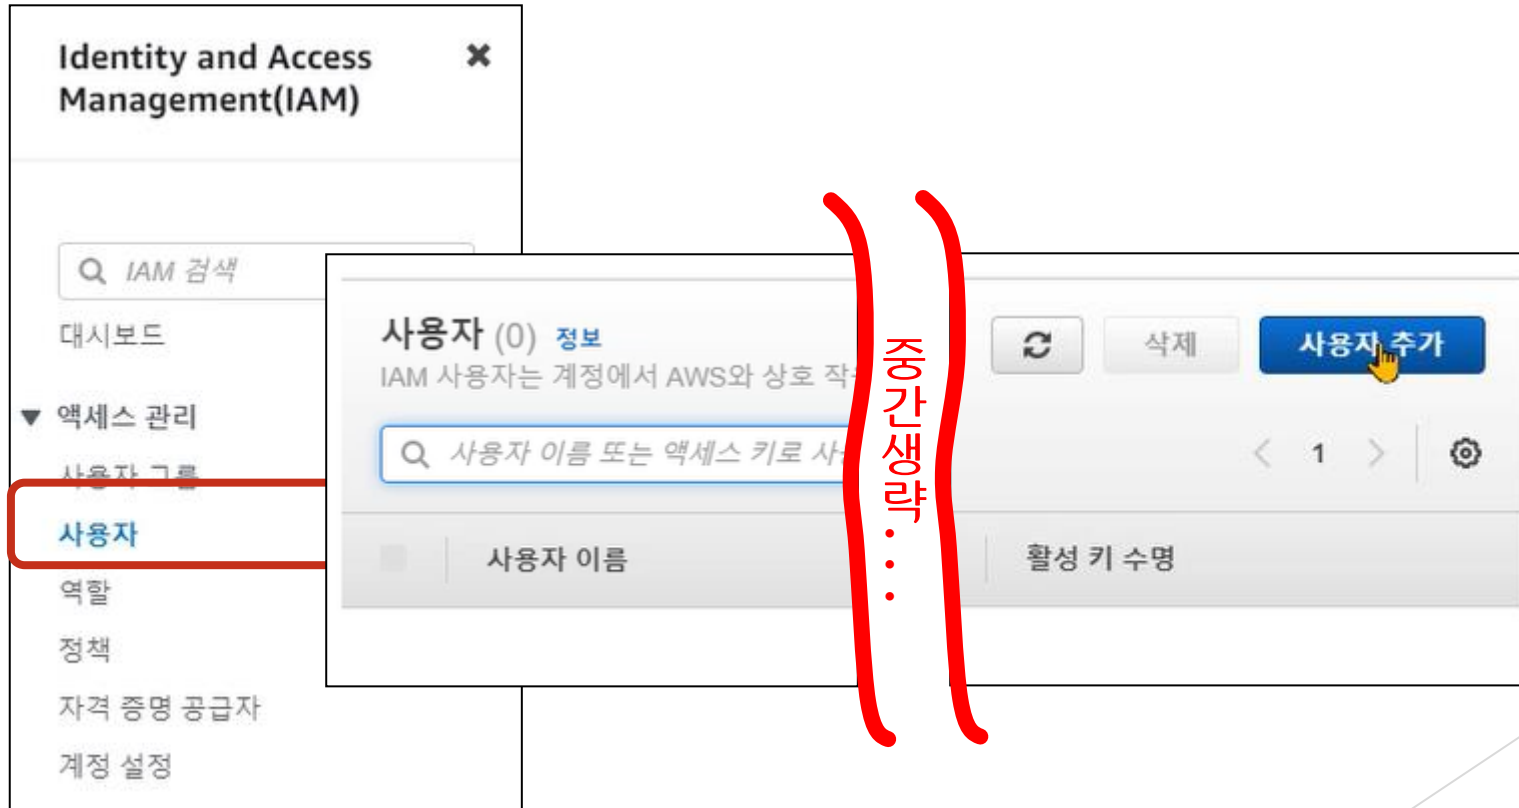 Identity and Access
Management(IAM)
IAM 검색
대시보드
액세스 관리
사용자 그룹
사용자
역할
정책
자격 증명 공급자
계정 설정
사용자 (0) 정보
IAM 사용자는 계정에서 AWS와 상호
사용자 이름 또는 액세스 키로
사용자 이름
중간생략...
삭제
사용자 추가
1
활성 키 수명